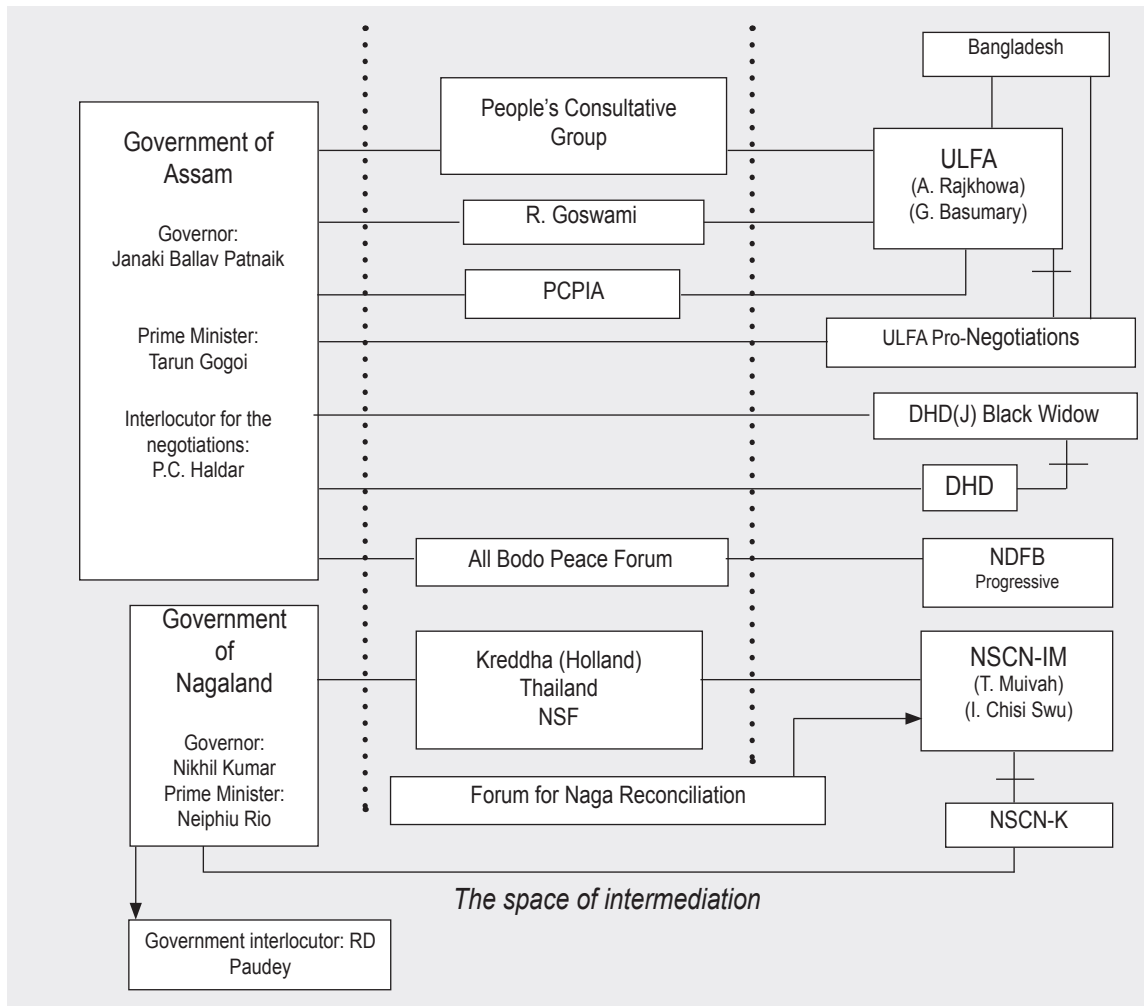 Bangladesh
Government of
Assam
Governor:
Janaki Ballav Patnaik
Prime Minister:
Tarun Gogoi
Interlocutor for the
negotiations:
P.C. Haldar
People's Consultative
Group
R. Goswami
PCPIA
ULFA
(A. Rajkhowa)
(G. Basumary)
ULFA Pro-Negotiations
DHD(J) Black Widow
DHD
All Bodo Peace Forum
NDFB
Progressive
Government
of
Nagaland
Governor:
Nikhil Kumar
Prime Minister:
Neiphiu Rio
Kreddha (Holland)
Thailand
NSF
NSCN-IM
(T. Muivah)
(I. Chisi Swu)
Forum for Naga Reconciliation
NSCN-K
The space of intermediation
Government interlocutor: RD
Paudey